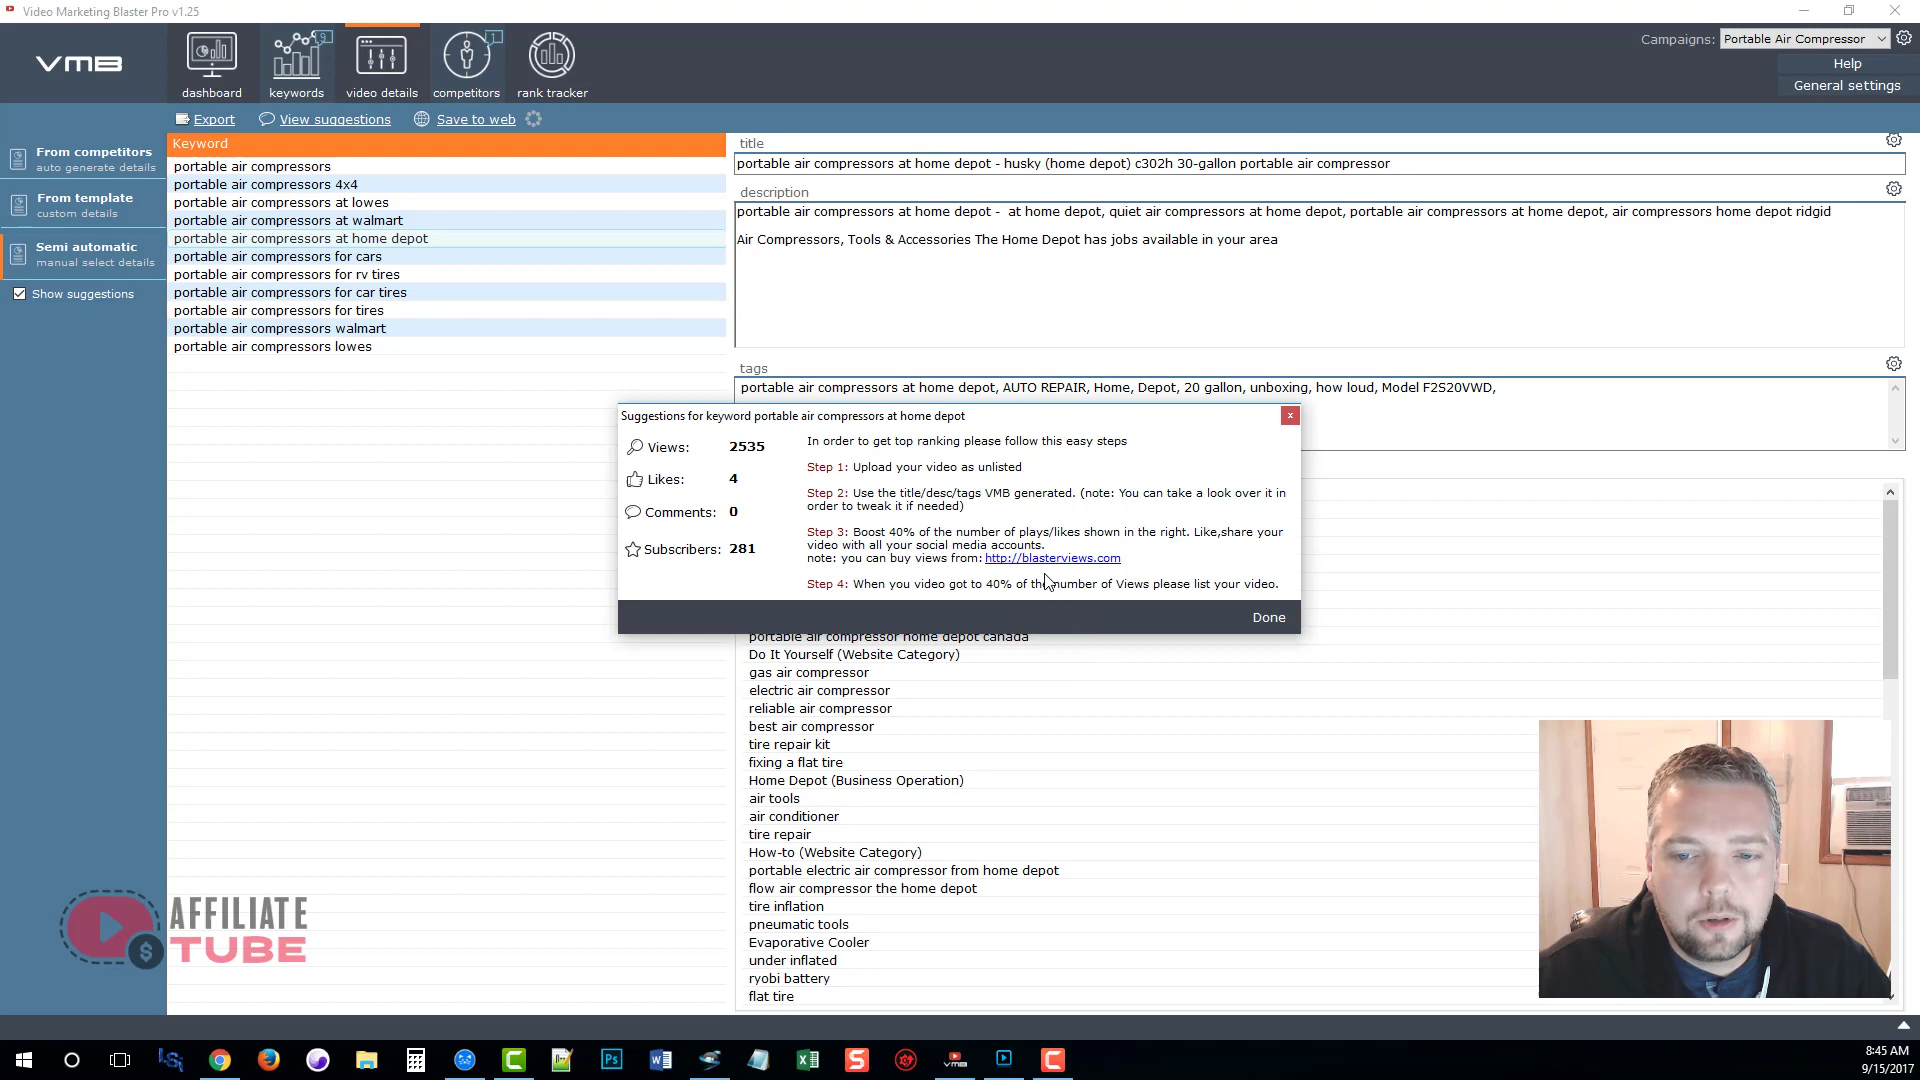 Video Marketing Blaster Pro v1.25
VMB
dashboard
9
keywords
video details
1
competitors
rank tracker
Campaigns: Portable Air Compressor
Help
General settings
Export
View suggestions
Save to web
From competitors
auto generate details
From template
custom details
Semi automatic
manual select details
Show suggestions
Keyword
portable air compressors
portable air compressors 4x4
portable air compressors at lowes
portable air compressors at walmart
portable air compressors at home depot
portable air compressors for cars
portable air compressors for rv tires
portable air compressors for car tires
portable air compressors for tires
portable air compressors walmart
portable air compressors lowes
title
portable air compressors at home depot - husky (home depot) c302h 30-gallon portable air compressor
description
portable air compressors at home depot -  at home depot, quiet air compressors at home depot, portable air compressors at home depot, air compressors home depot ridgid
Air Compressors, Tools & Accessories The Home Depot has jobs available in your area
tags
portable air compressors at home depot, AUTO REPAIR, Home, Depot, 20 gallon, unboxing, how loud, Model F2S20VWD,
Suggestions for keyword portable air compressors at home depot
x
Views: 2535
Likes: 4
Comments: 0
Subscribers: 281
In order to get top ranking please follow this easy steps
Step 1: Upload your video as unlisted
Step 2: Use the title/desc/tags VMB generated. (note: You can take a look over it in
order to tweak it if needed)
Step 3: Boost 40% of the number of plays/likes shown in the right. Like,share your
video with all your social media accounts.
note: you can buy views from: http://blasterviews.com
Step 4: When you video got to 40% of the number of Views please list your video.
Done
portable air compressor home depot canada
Do It Yourself (Website Category)
gas air compressor
electric air compressor
reliable air compressor
best air compressor
tire repair kit
fixing a flat tire
Home Depot (Business Operation)
air tools
air conditioner
tire repair
How-to (Website Category)
portable electric air compressor from home depot
flow air compressor the home depot
tire inflation
pneumatic tools
Evaporative Cooler
under inflated
ryobi battery
flat tire
AFFILIATE
TUBE
$
Ps
VMB
8:45 AM
9/15/2017